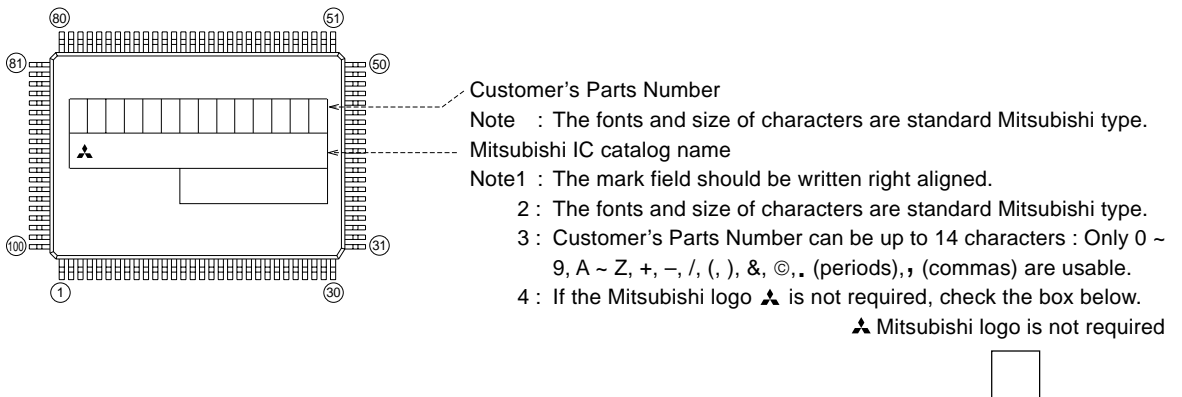 80 51
81 50
Customer's Parts Number
Note : The fonts and size of characters are standard Mitsubishi type.
Mitsubishi IC catalog name
Note1 : The mark field should be written right aligned.
2 : The fonts and size of characters are standard Mitsubishi type.
3 : Customer's Parts Number can be up to 14 characters : Only 0 ~
9, A ~ Z, +, –, /, (, ), &, ©, . (periods), , (commas) are usable.
4 : If the Mitsubishi logo is not required, check the box below.
Mitsubishi logo is not required
100 31
1 30